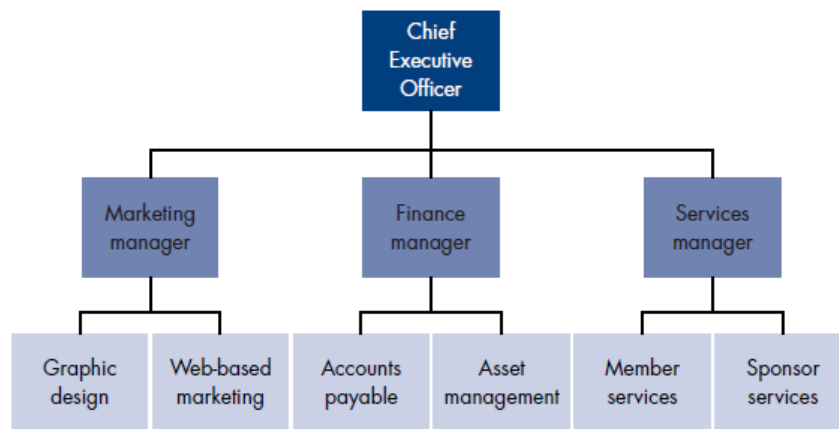 Chief
Executive
Officer
Marketing
manager
Finance
manager
Services
manager
Graphic
design
Web-based
marketing
Accounts
payable
Asset
management
Member
services
Sponsor
services